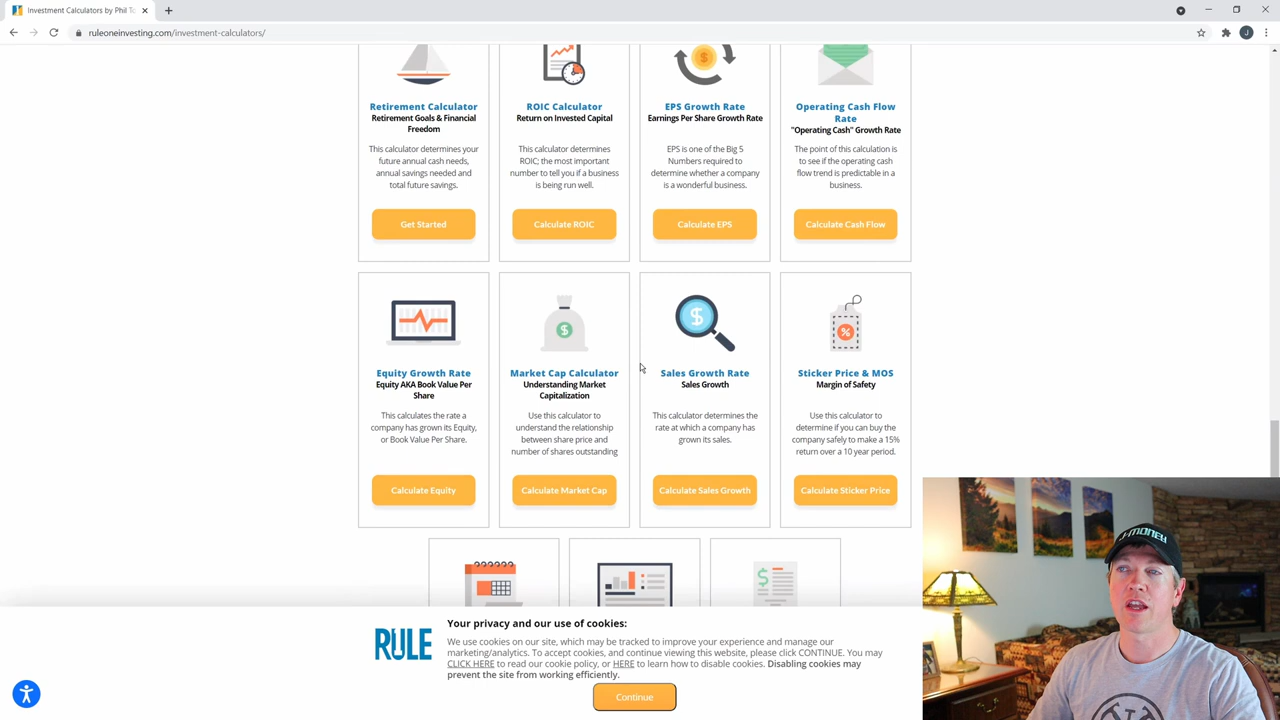 Investment Calculators by Phil To
ruleoneinvesting.com/investment-calculators/
J
Retirement Calculator
Retirement Goals & Financial
Freedom
This calculator determines your
future annual cash needs,
annual savings needed and
total future savings.
Get Started
ROIC Calculator
Return on Invested Capital
This calculator determines
ROIC; the most important
number to tell you if a business
is being run well.
Calculate ROIC
$
EPS Growth Rate
Earnings Per Share Growth Rate
EPS is one of the Big 5
Numbers required to
determine whether a company
is a wonderful business.
Calculate EPS
Operating Cash Flow
Rate
"Operating Cash" Growth Rate
The point of this calculation is
to see if the operating cash
flow trend is predictable in a
business.
Calculate Cash Flow
Equity Growth Rate
Equity AKA Book Value Per
Share
This calculates the rate a
company has grown its Equity,
or Book Value Per Share.
Calculate Equity
$
Market Cap Calculator
Understanding Market
Capitalization
Use this calculator to
understand the relationship
between share price and
number of shares outstanding
Calculate Market Cap
$
Sales Growth Rate
Sales Growth
This calculator determines the
rate at which a company has
grown its sales.
Calculate Sales Growth
%
Sticker Price & MOS
Margin of Safety
Use this calculator to
determine if you can buy the
company safely to make a 15%
return over a 10 year period.
Calculate Sticker Price
$
RULE
Your privacy and our use of cookies:
We use cookies on our site, which may be tracked to improve your experience and manage our
marketing/analytics. To accept cookies, and continue viewing this website, please click CONTINUE. You may
CLICK HERE to read our cookie policy, or HERE to learn how to disable cookies. Disabling cookies may
prevent the site from working efficiently.
Continue